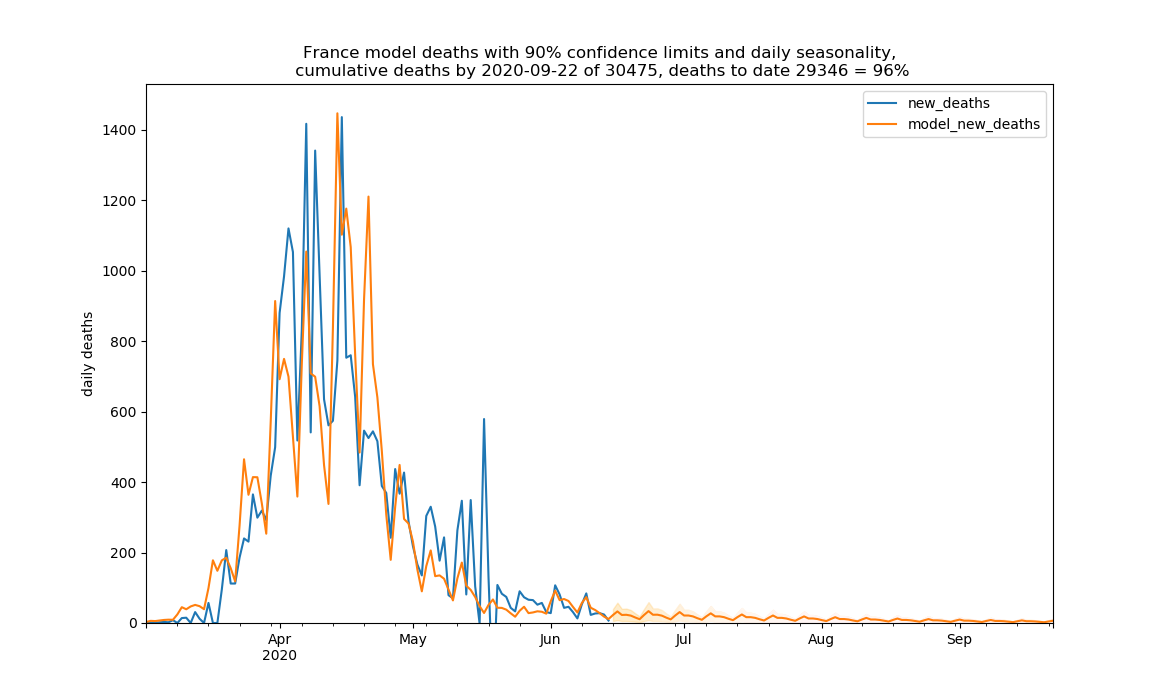 France model deaths with 90% confidence limits and daily seasonality,
cumulative deaths by 2020-09-22 of 30475, deaths to date 29346 = 96%
new_deaths
model_new_deaths
daily deaths
1400
1200
1000
800
600
400
200
0
Apr
2020
May
Jun
Jul
Aug
Sep